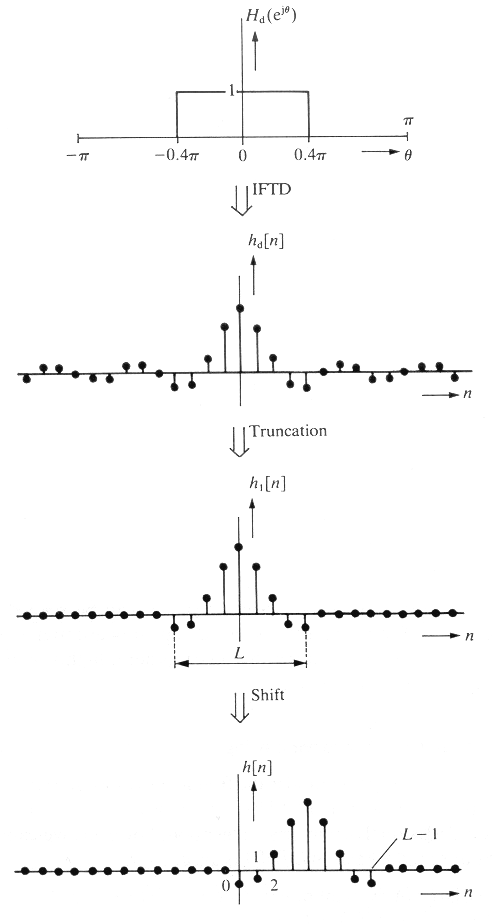 H_d(e^{jθ})
1
π
−π −0.4π 0 0.4π θ
IFTD
h_d[n]
n
Truncation
h_1[n]
n
L
Shift
h[n]
L − 1
1
0 2
n